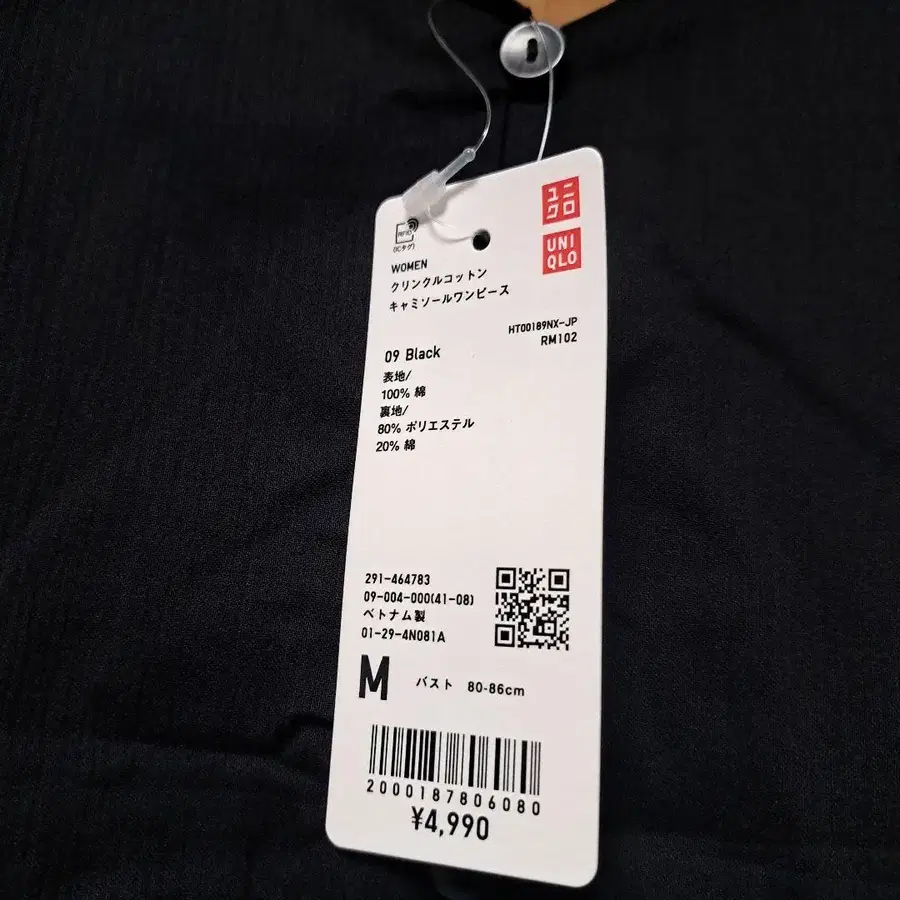 ユニ
クロ
UNI
QLO
RFID
(ICタグ)
WOMEN
クリンクルコットン
キャミソールワンピース
HT00189NX-JP
RM102
09 Black
表地/
100% 綿
裏地/
80% ポリエステル
20% 綿
291-464783
09-004-000(41-08)
ベトナム製
01-29-4N081A
M バスト 80-86cm
2000187806080
¥4,990